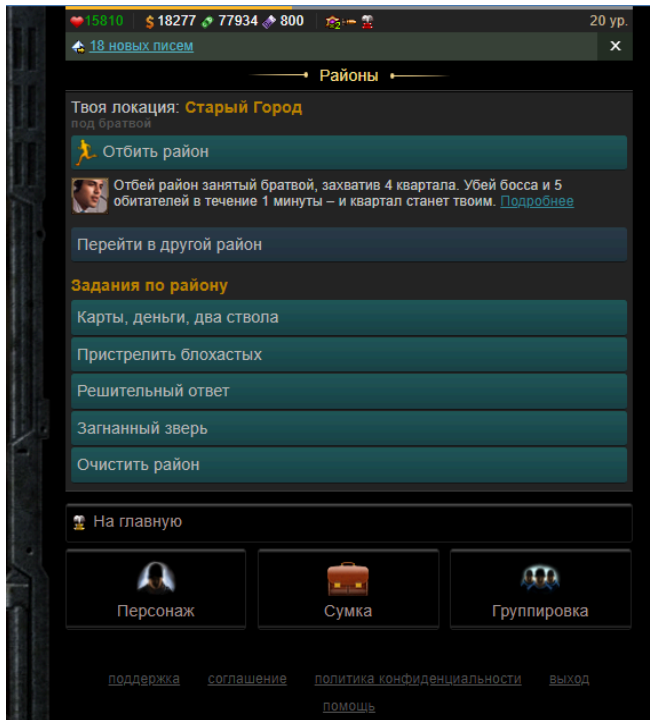 15810 18277 77934 800 2 20 ур.
18 новых писем x
Районы
Твоя локация: Старый Город
под братвой
Отбить район
Отбей район занятый братвой, захватив 4 квартала. Убей босса и 5
обитателей в течение 1 минуты – и квартал станет твоим. Подробнее
Перейти в другой район
Задания по району
Карты, деньги, два ствола
Пристрелить блохастых
Решительный ответ
Загнанный зверь
Очистить район
На главную
Персонаж Сумка Группировка
поддержка соглашение политика конфиденциальности выход
помощь